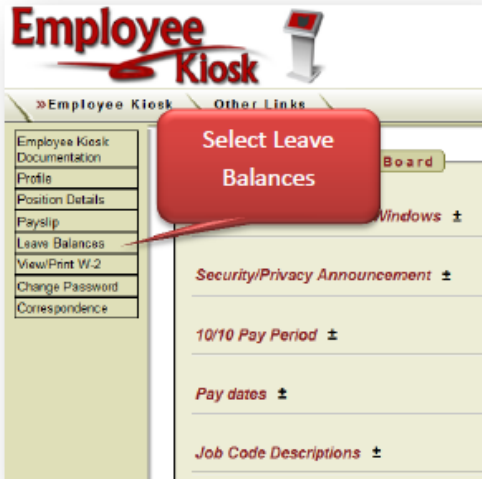 Employee
Kiosk
»Employee Kiosk
Other Links
Employee Kiosk
Documentation
Profile
Position Details
Payslip
Leave Balances
View/Print W-2
Change Password
Correspondence
Select Leave
Balances
Board
Windows ±
Security/Privacy Announcement ±
10/10 Pay Period ±
Pay dates ±
Job Code Descriptions ±